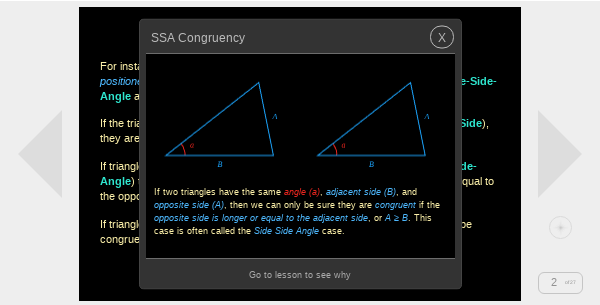 SSA Congruency
X
For insta
positione
e-Side-
Angle a
If the tria
Side),
they are
If triangl
de-
Angle) t
qual to
the oppo
If triangl
be
congrue
A
a
B
A
a
B
If two triangles have the same angle (a), adjacent side (B), and
opposite side (A), then we can only be sure they are congruent if the
opposite side is longer or equal to the adjacent side, or A ≥ B. This
case is often called the Side Side Angle case.
Go to lesson to see why
2